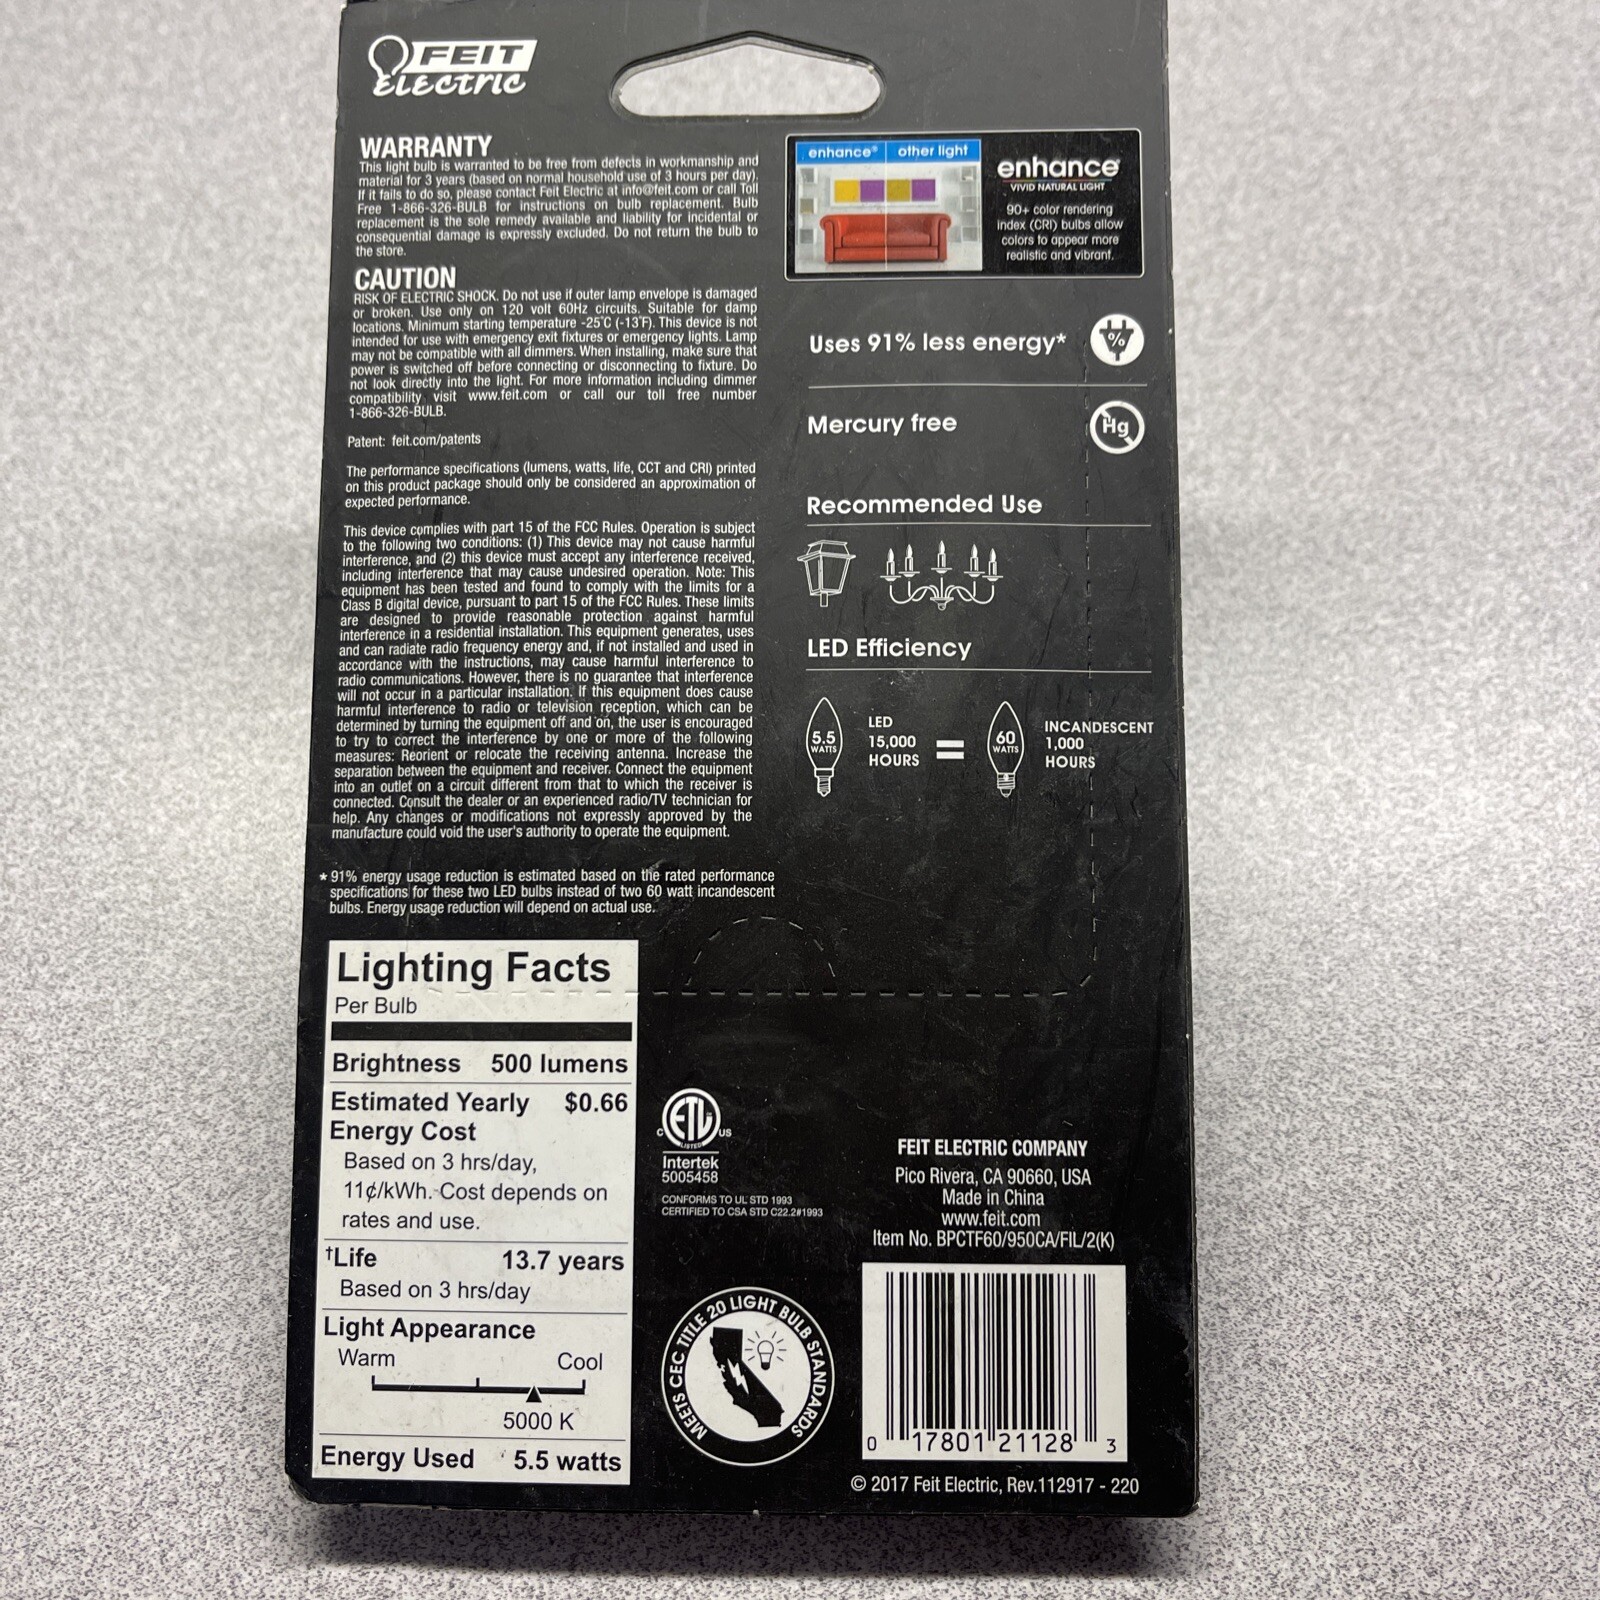 FEIT
ELECTRIC
WARRANTY
This light bulb is warranted to be free from defects in workmanship and
material for 3 years (based on normal household use of 3 hours per day).
If it fails to do so, please contact Feit Electric at info@feit.com or call Toll
Free 1-866-326-BULB for instructions on bulb replacement. Bulb
replacement is the sole remedy available and liability for incidental or
consequential damage is expressly excluded. Do not return the bulb to
the store.
CAUTION
RISK OF ELECTRIC SHOCK. Do not use if outer lamp envelope is damaged
or broken. Use only on 120 volt 60Hz circuits. Suitable for damp
locations. Minimum starting temperature -25°C (-13°F). This device is not
intended for use with emergency exit fixtures or emergency lights. Lamp
may not be compatible with all dimmers. When installing, make sure that
power is switched off before connecting or disconnecting to fixture. Do
not look directly into the light. For more information including dimmer
compatibility visit www.feit.com or call our toll free number
1-866-326-BULB.
Patent: feit.com/patents
The performance specifications (lumens, watts, life, CCT and CRI) printed
on this product package should only be considered an approximation of
expected performance.
This device complies with part 15 of the FCC Rules. Operation is subject
to the following two conditions: (1) This device may not cause harmful
interference, and (2) this device must accept any interference received,
including interference that may cause undesired operation. Note: This
equipment has been tested and found to comply with the limits for a
Class B digital device, pursuant to part 15 of the FCC Rules. These limits
are designed to provide reasonable protection against harmful
interference in a residential installation. This equipment generates, uses
and can radiate radio frequency energy and, if not installed and used in
accordance with the instructions, may cause harmful interference to
radio communications. However, there is no guarantee that interference
will not occur in a particular installation. If this equipment does cause
harmful interference to radio or television reception, which can be
determined by turning the equipment off and on, the user is encouraged
to try to correct the interference by one or more of the following
measures: Reorient or relocate the receiving antenna. Increase the
separation between the equipment and receiver. Connect the equipment
into an outlet on a circuit different from that to which the receiver is
connected. Consult the dealer or an experienced radio/TV technician for
help. Any changes or modifications not expressly approved by the
manufacture could void the user's authority to operate the equipment.
* 91% energy usage reduction is estimated based on the rated performance
specifications for these two LED bulbs instead of two 60 watt incandescent
bulbs. Energy usage reduction will depend on actual use.
enhance® other light
enhance®
VIVID NATURAL LIGHT
90+ color rendering
index (CRI) bulbs allow
colors to appear more
realistic and vibrant.
Uses 91% less energy*
%
Mercury free
Hg
Recommended Use
LED Efficiency
5.5
WATTS
LED
15,000
HOURS
=
60
WATTS
INCANDESCENT
1,000
HOURS
Lighting Facts
Per Bulb
Brightness 500 lumens
Estimated Yearly $0.66
Energy Cost
Based on 3 hrs/day,
11¢/kWh. Cost depends on
rates and use.
†Life 13.7 years
Based on 3 hrs/day
Light Appearance
Warm Cool
5000 K
Energy Used 5.5 watts
ETL
LISTED
C US
Intertek
5005458
CONFORMS TO UL STD 1993
CERTIFIED TO CSA STD C22.2#1993
MEETS CEC TITLE 20 LIGHT BULB STANDARDS
FEIT ELECTRIC COMPANY
Pico Rivera, CA 90660, USA
Made in China
www.feit.com
Item No. BPCTF60/950CA/FIL/2(K)
0 17801 21128 3
© 2017 Feit Electric, Rev.112917 - 220